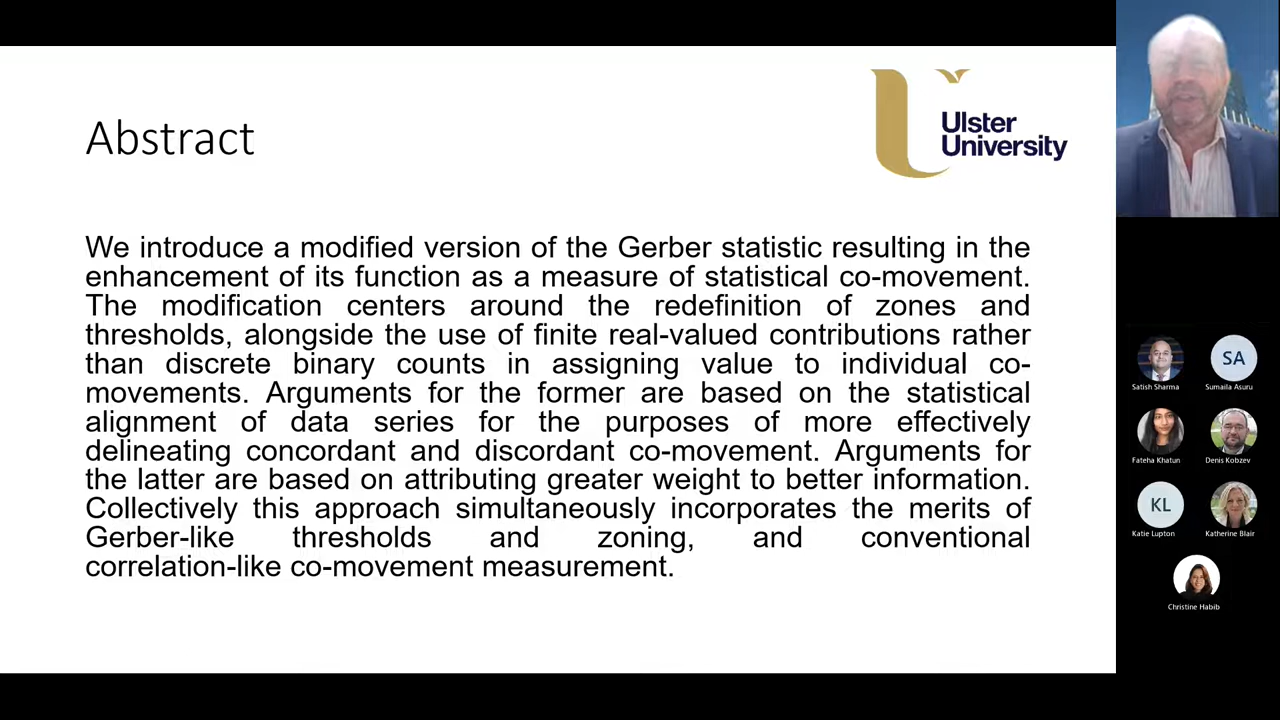 Abstract
Ulster
University
We introduce a modified version of the Gerber statistic resulting in the
enhancement of its function as a measure of statistical co-movement.
The modification centers around the redefinition of zones and
thresholds, alongside the use of finite real-valued contributions rather
than discrete binary counts in assigning value to individual co-
movements. Arguments for the former are based on the statistical
alignment of data series for the purposes of more effectively
delineating concordant and discordant co-movement. Arguments for
the latter are based on attributing greater weight to better information.
Collectively this approach simultaneously incorporates the merits of
Gerber-like thresholds and zoning, and conventional
correlation-like co-movement measurement.
SA
Satish Sharma
Sumaila Asuru
Fateha Khatun
Denis Kobzev
KL
Katie Lupton
Katherine Blair
Christine Habib